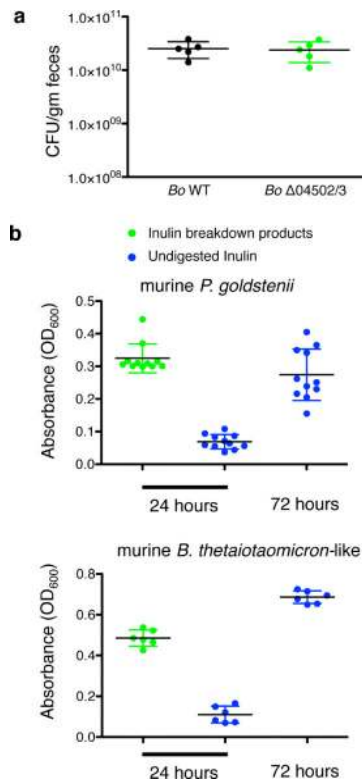 a
CFU/gm feces
1.0×10¹¹
1.0×10¹⁰
1.0×10⁰⁹
1.0×10⁰⁸
Bo WT
Bo Δ04502/3
b
Inulin breakdown products
Undigested Inulin
murine P. goldstenii
Absorbance (OD₆₀₀)
0.5
0.4
0.3
0.2
0.1
0.0
24 hours
72 hours
murine B. thetaiotaomicron-like
Absorbance (OD₆₀₀)
0.8
0.6
0.4
0.2
0.0
24 hours
72 hours